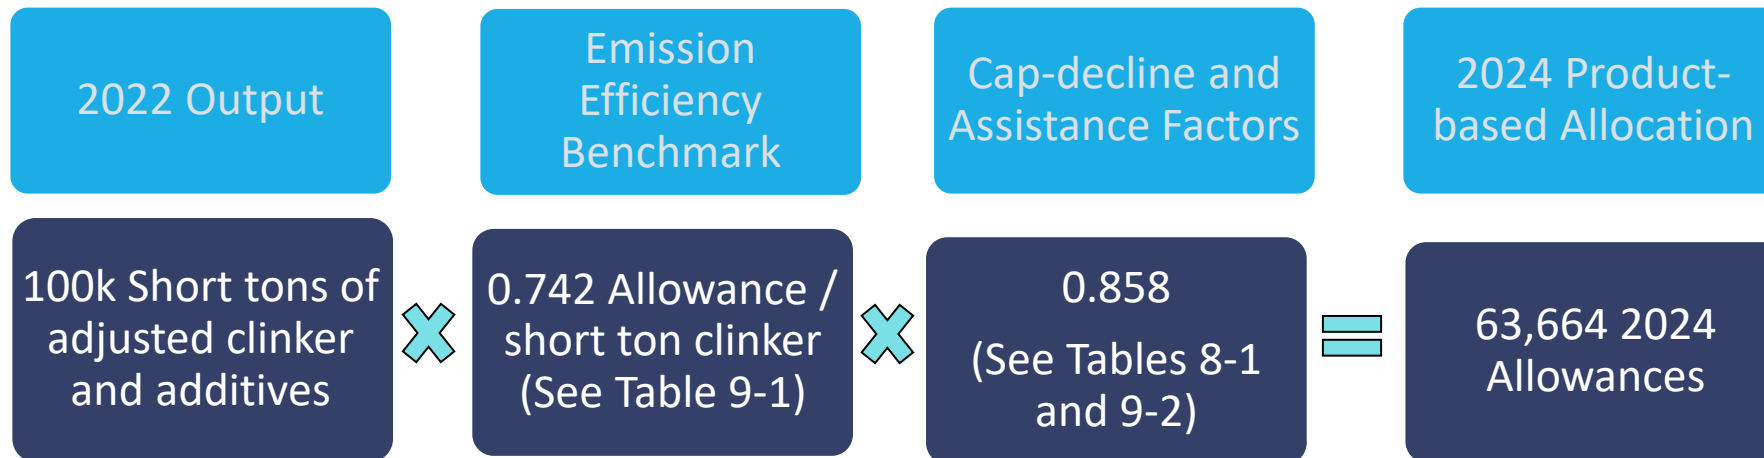 2022 Output
Emission
Efficiency
Benchmark
Cap-decline and
Assistance Factors
2024 Product-
based Allocation
100k Short tons of
adjusted clinker
and additives
0.742 Allowance /
short ton clinker
(See Table 9-1)
0.858
(See Tables 8-1
and 9-2)
63,664 2024
Allowances